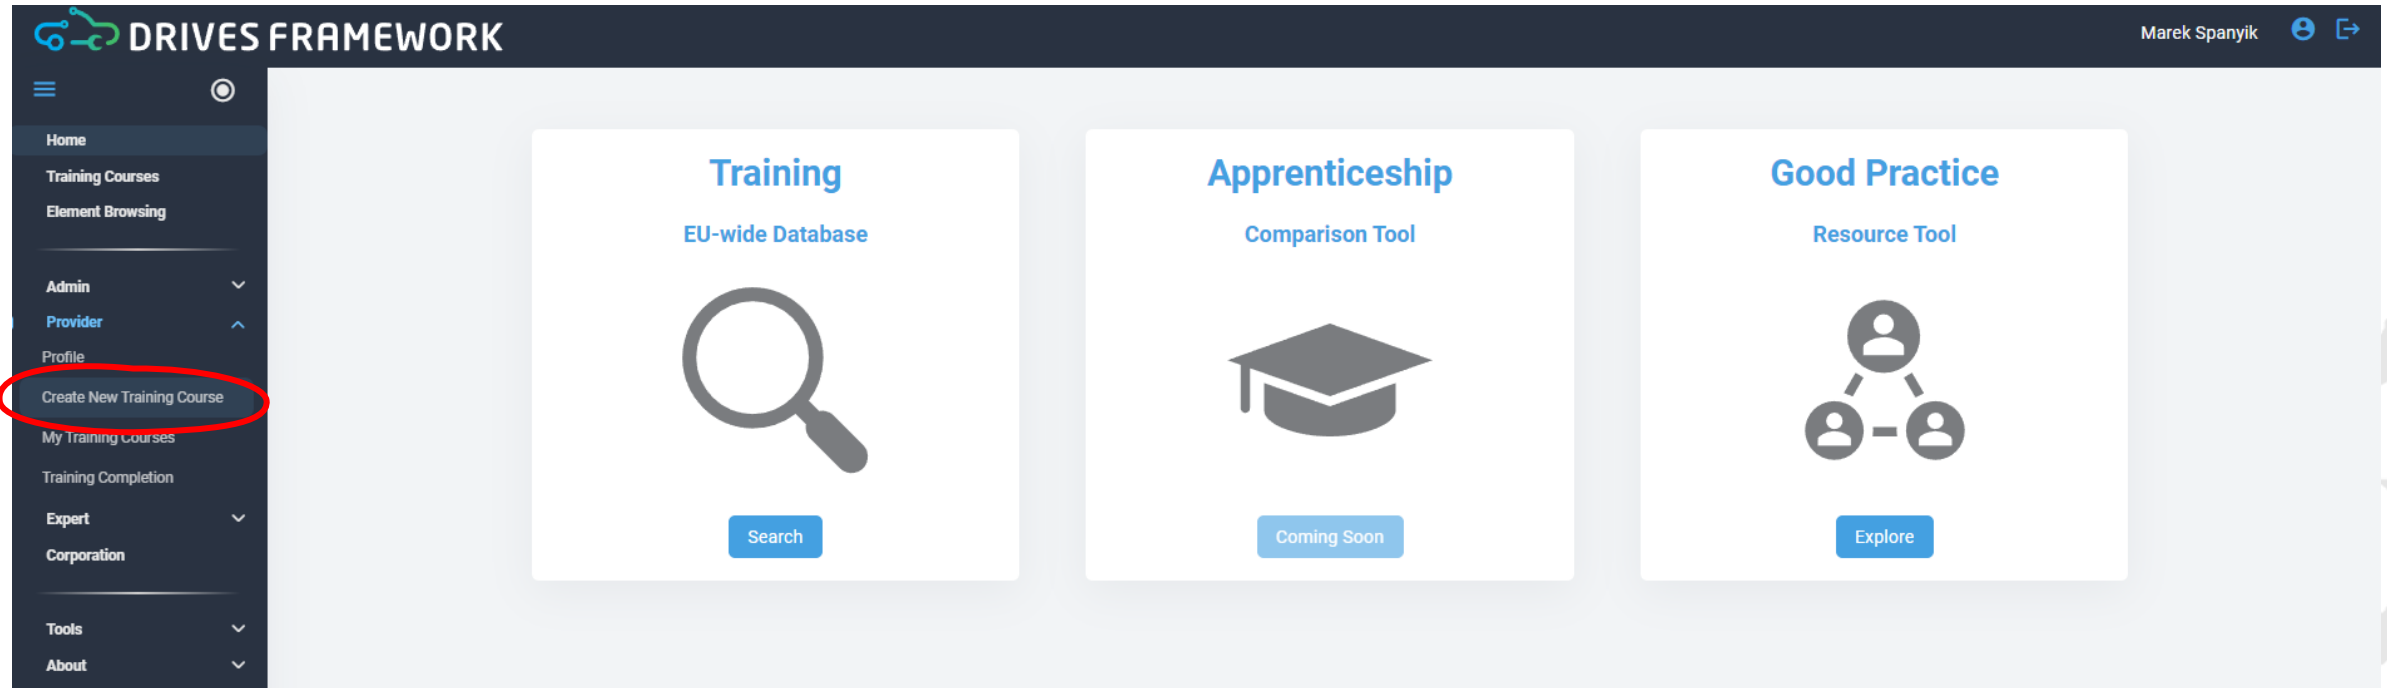 DRIVES FRAMEWORK
Marek Spanyik
Home
Training Courses
Element Browsing
Admin
Provider
Profile
Create New Training Course
My Training Courses
Training Completion
Expert
Corporation
Tools
About
Training
EU-wide Database
Search
Apprenticeship
Comparison Tool
Coming Soon
Good Practice
Resource Tool
Explore